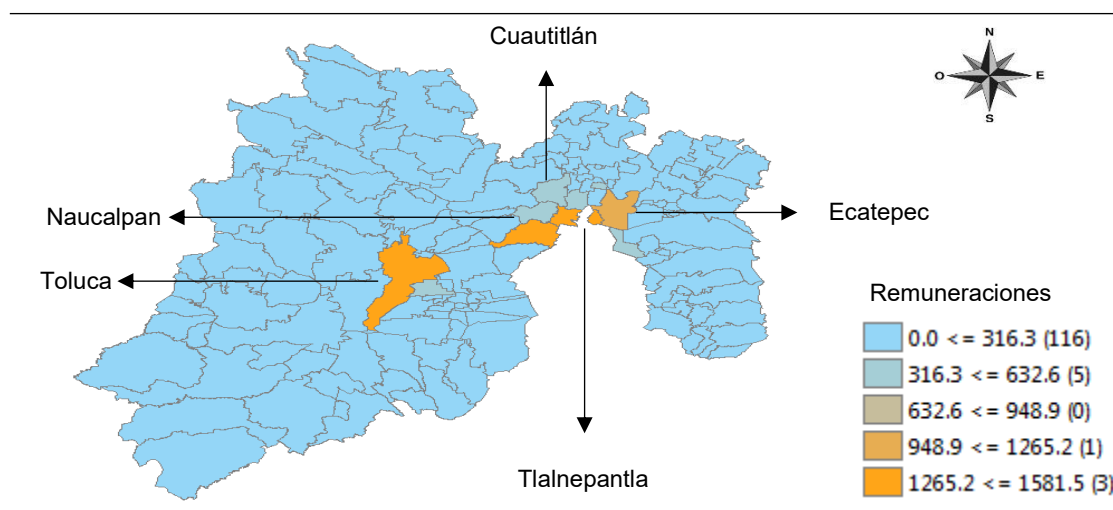 Cuautitlán
N
O E
S
Naucalpan
Ecatepec
Toluca
Remuneraciones
0.0 < = 316.3 (116)
316.3 < = 632.6 (5)
632.6 < = 948.9 (0)
948.9 < = 1265.2 (1)
1265.2 < = 1581.5 (3)
Tlalnepantla